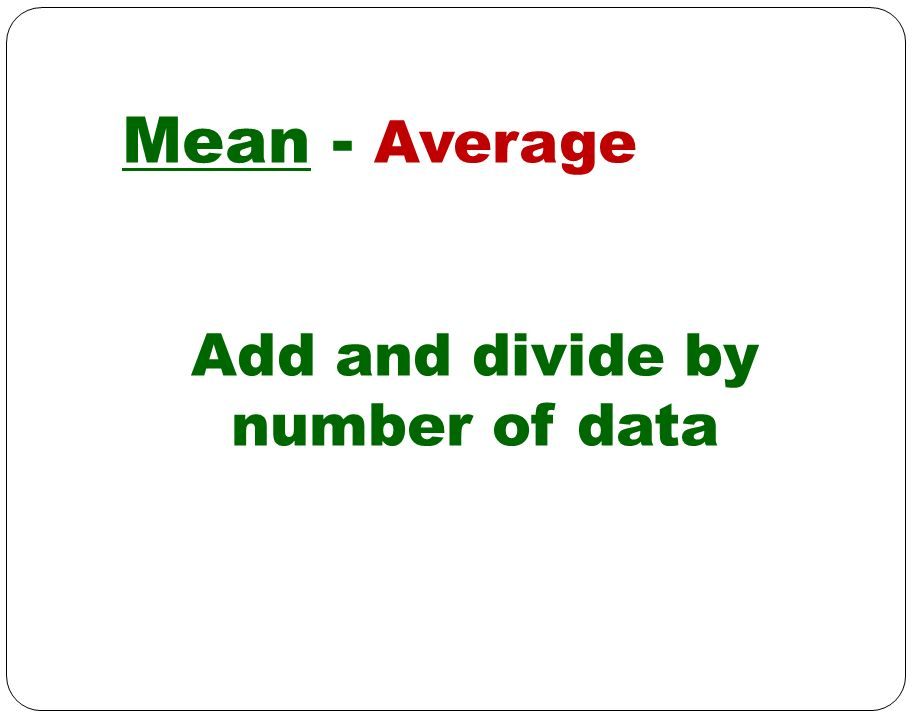 Mean - Average
Add and divide by
number of data